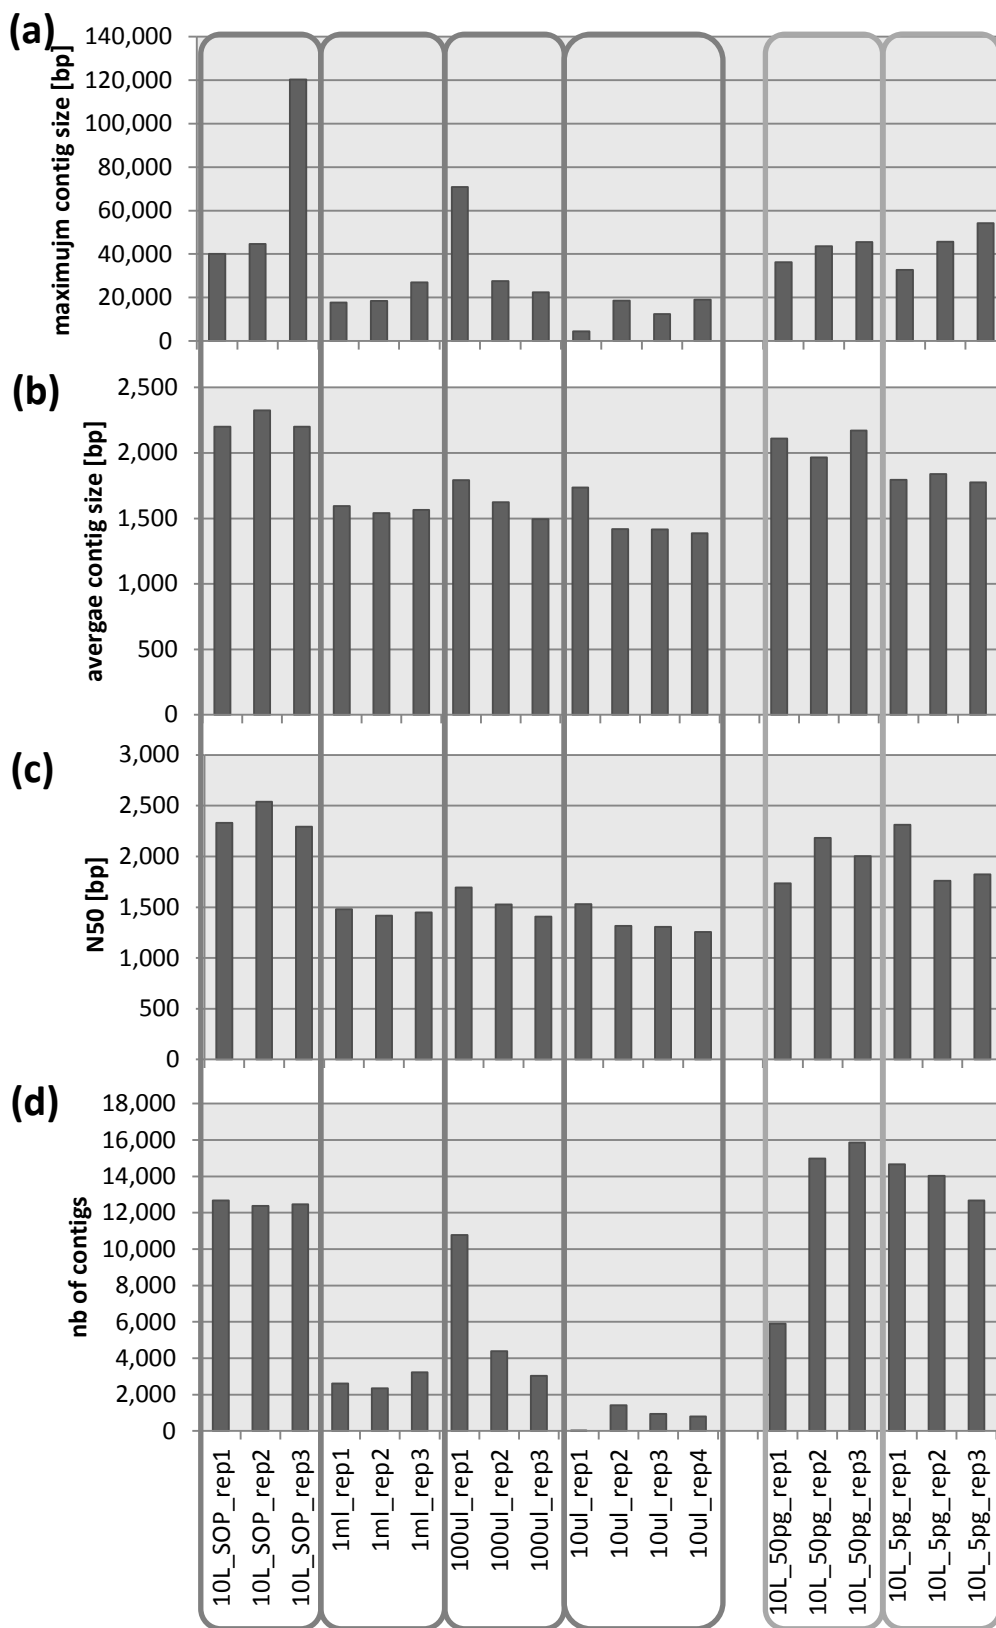 (a)
maximujm contig size [bp]
140,000
120,000
100,000
80,000
60,000
40,000
20,000
0
(b)
avergae contig size [bp]
2,500
2,000
1,500
1,000
500
0
(c)
N50 [bp]
3,000
2,500
2,000
1,500
1,000
500
0
(d)
nb of contigs
18,000
16,000
14,000
12,000
10,000
8,000
6,000
4,000
2,000
0
10L_SOP_rep1
10L_SOP_rep2
10L_SOP_rep3
1ml_rep1
1ml_rep2
1ml_rep3
100ul_rep1
100ul_rep2
100ul_rep3
10ul_rep1
10ul_rep2
10ul_rep3
10ul_rep4
10L_50pg_rep1
10L_50pg_rep2
10L_50pg_rep3
10L_5pg_rep1
10L_5pg_rep2
10L_5pg_rep3